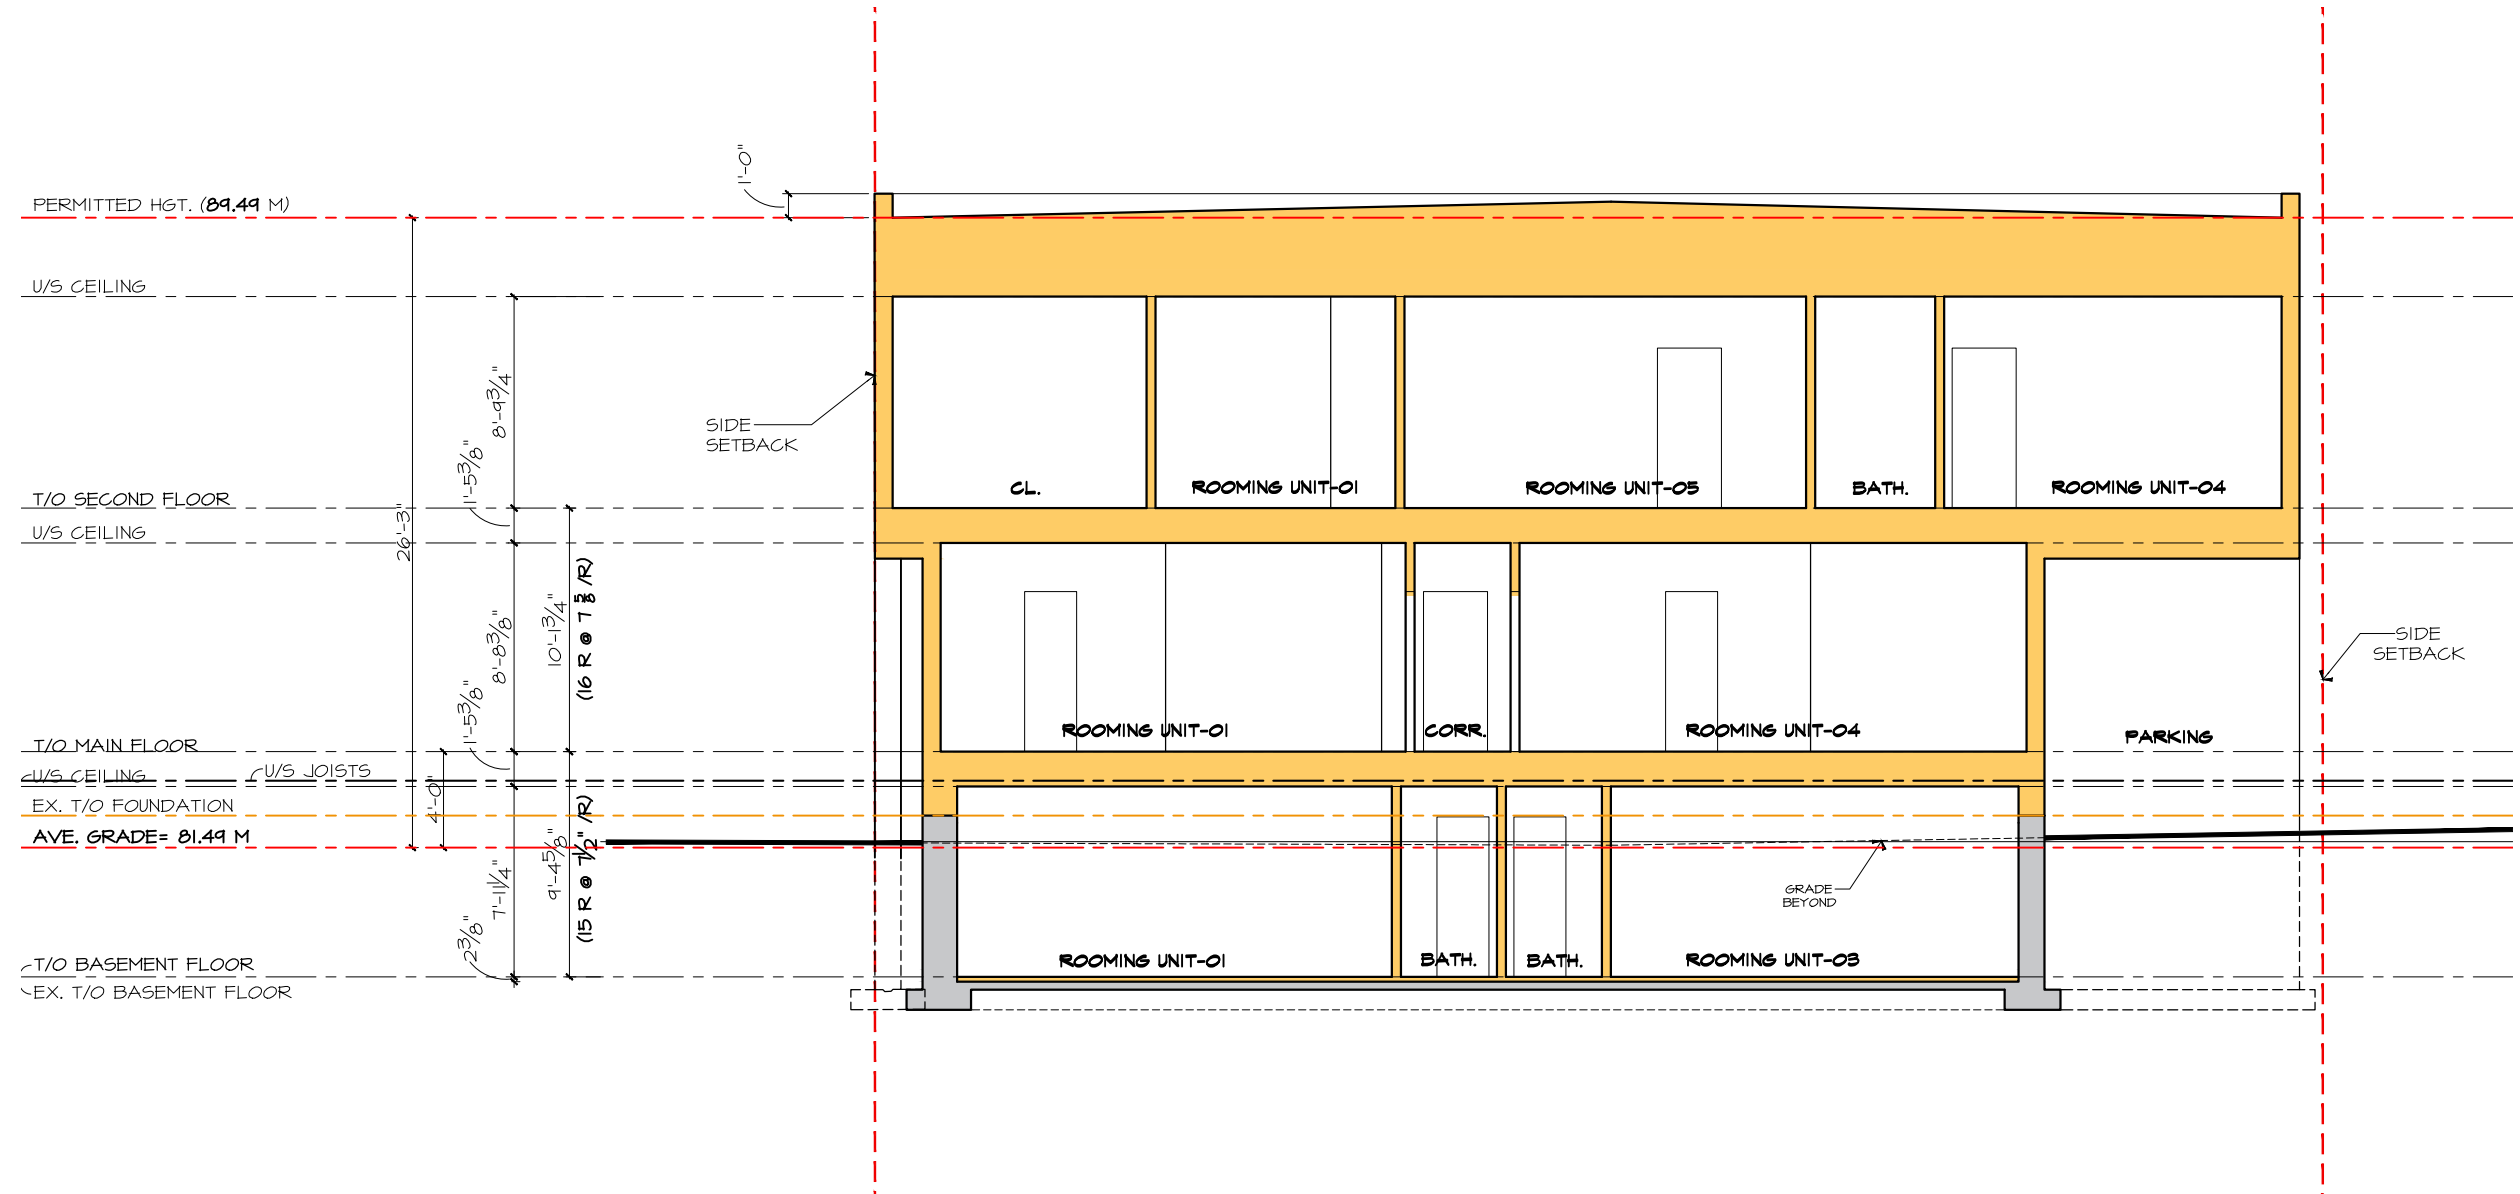 1'-0"
PERMITTED HGT. (89.49 M)
U/S CEILING
8'-9 3/4"
SIDE
SETBACK
1'-5 3/8"
T/O SECOND FLOOR
CL.
ROOMING UNIT-01
ROOMING UNIT-05
BATH.
ROOMING UNIT-04
26'-3"
U/S CEILING
8'-8 3/8"
10'-1 3/4"
(16 R @ 7 5/8 /R)
SIDE
SETBACK
1'-5 3/8"
T/O MAIN FLOOR
ROOMING UNIT-01
CORR.
ROOMING UNIT-04
PARKING
U/S CEILING
U/S JOISTS
4'-0"
EX. T/O FOUNDATION
AVE. GRADE= 81.49 M
7'-11 1/4"
9'-4 5/8"
(15 R @ 7 1/2" /R)
GRADE
BEYOND
2 3/8"
T/O BASEMENT FLOOR
ROOMING UNIT-01
BATH.
BATH.
ROOMING UNIT-03
EX. T/O BASEMENT FLOOR